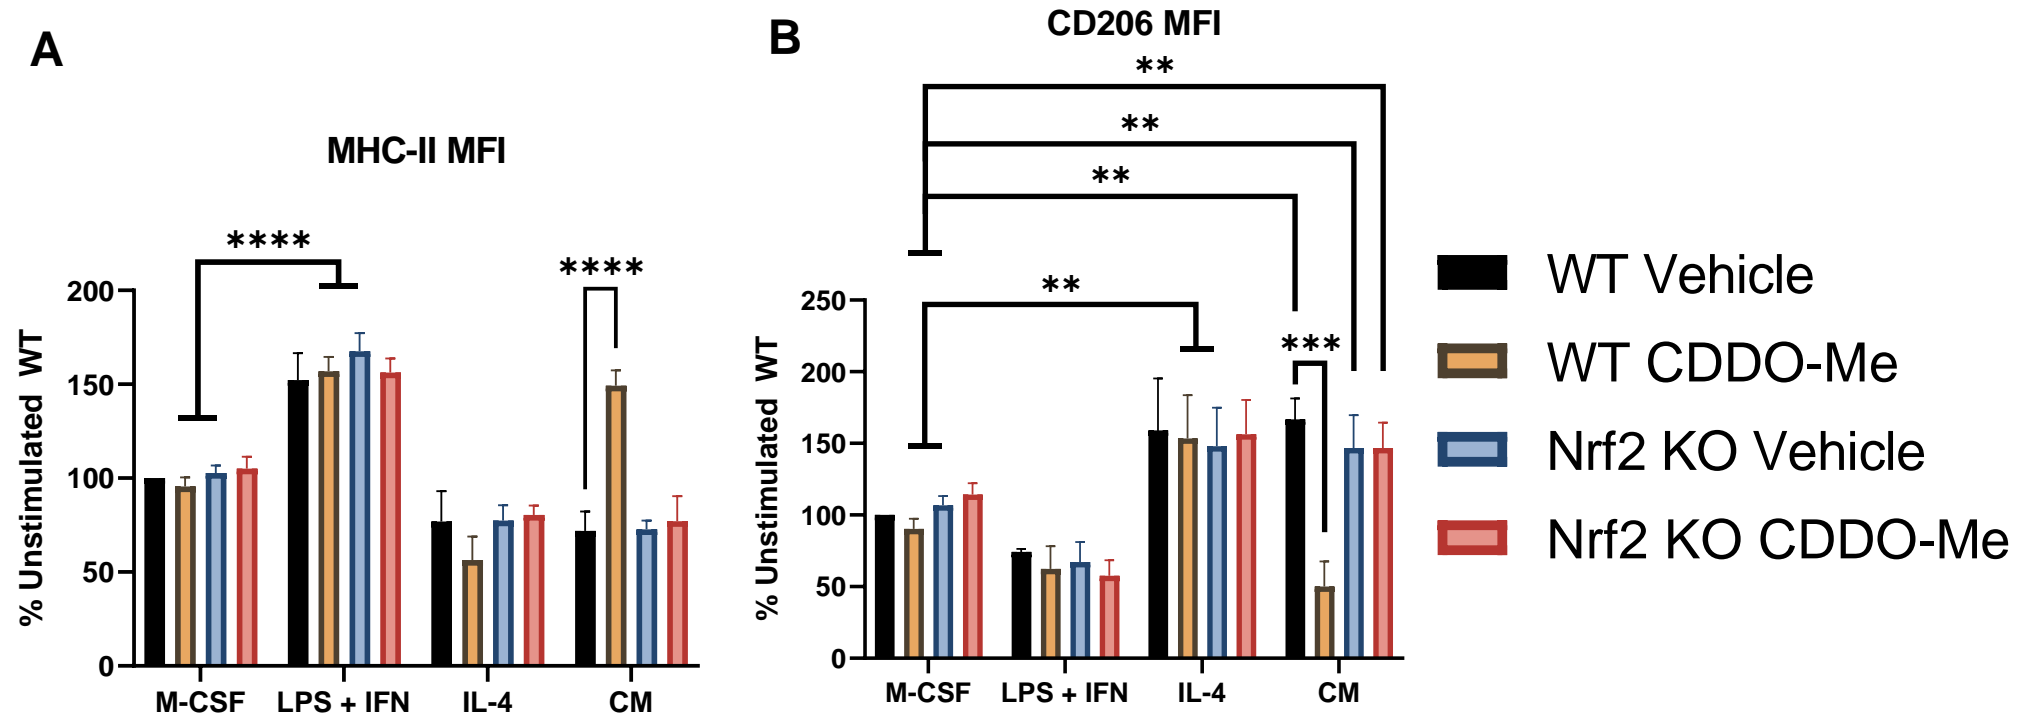 A
MHC-II MFI
****
****
% Unstimulated WT
200
150
100
50
0
M-CSF LPS + IFN IL-4 CM
B
CD206 MFI
**
**
**
**
***
% Unstimulated WT
250
200
150
100
50
0
M-CSF LPS + IFN IL-4 CM
WT Vehicle
WT CDDO-Me
Nrf2 KO Vehicle
Nrf2 KO CDDO-Me